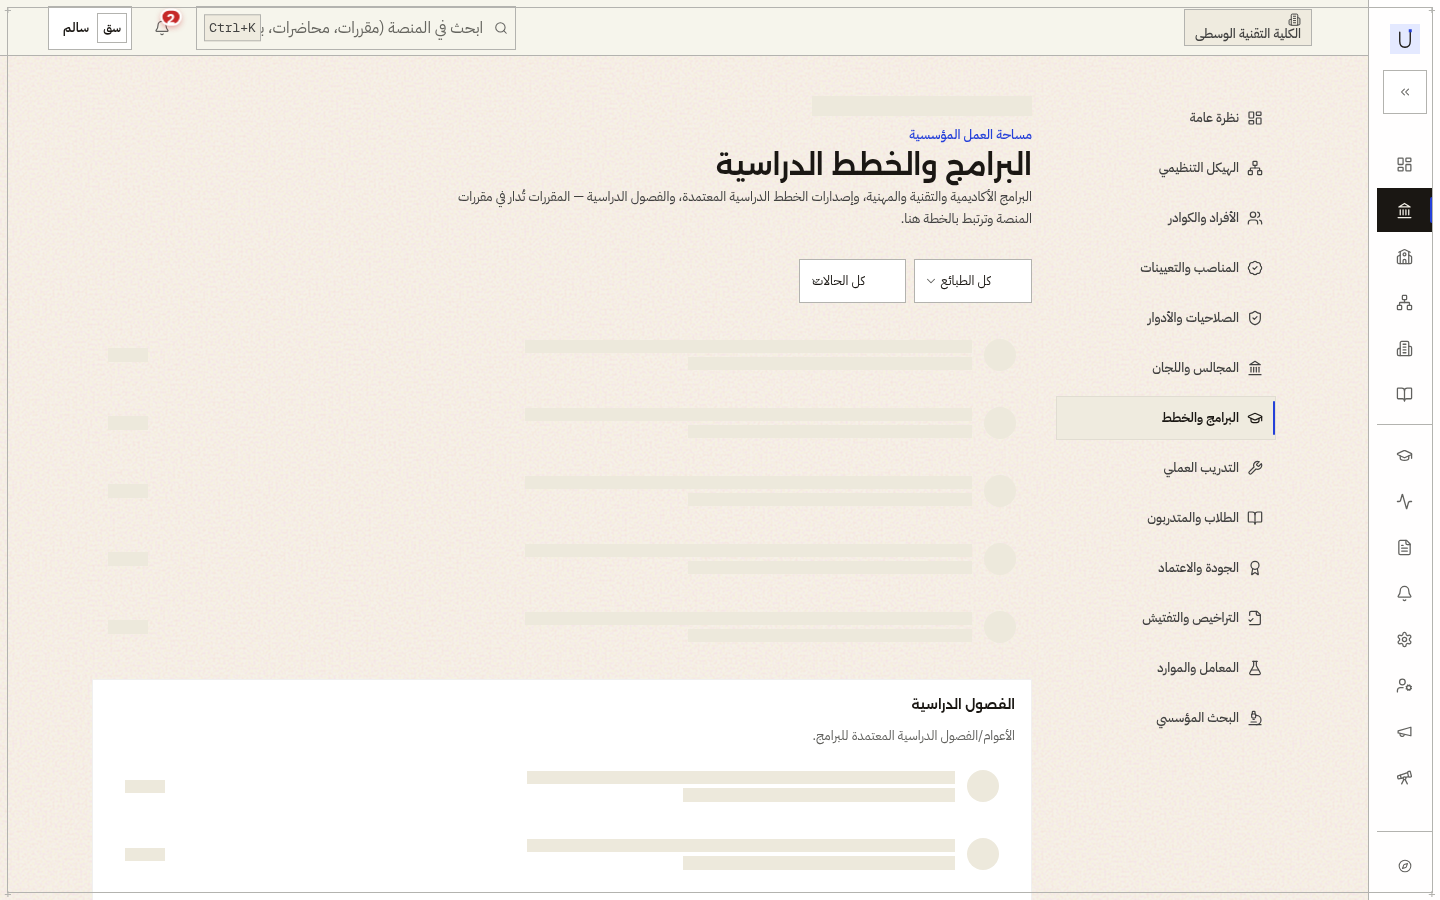 الكلية التقنية الوسطى
ابحث في المنصة (مقررات، محاضرات، ب
Ctrl+K
2
سق
سالم
نظرة عامة
الهيكل التنظيمي
الأفراد والكوادر
المناصب والتعيينات
الصلاحيات والأدوار
المجالس واللجان
البرامج والخطط
التدريب العملي
الطلاب والمتدربون
الجودة والاعتماد
التراخيص والتفتيش
المعامل والموارد
البحث المؤسسي
مساحة العمل المؤسسية
البرامج والخطط الدراسية
البرامج الأكاديمية والتقنية والمهنية، وإصدارات الخطط الدراسية المعتمدة، والفصول الدراسية — المقررات تُدار في مقررات
المنصة وترتبط بالخطة هنا.
كل الطبائع
كل الحالات
الفصول الدراسية
الأعوام/الفصول الدراسية المعتمدة للبرامج.